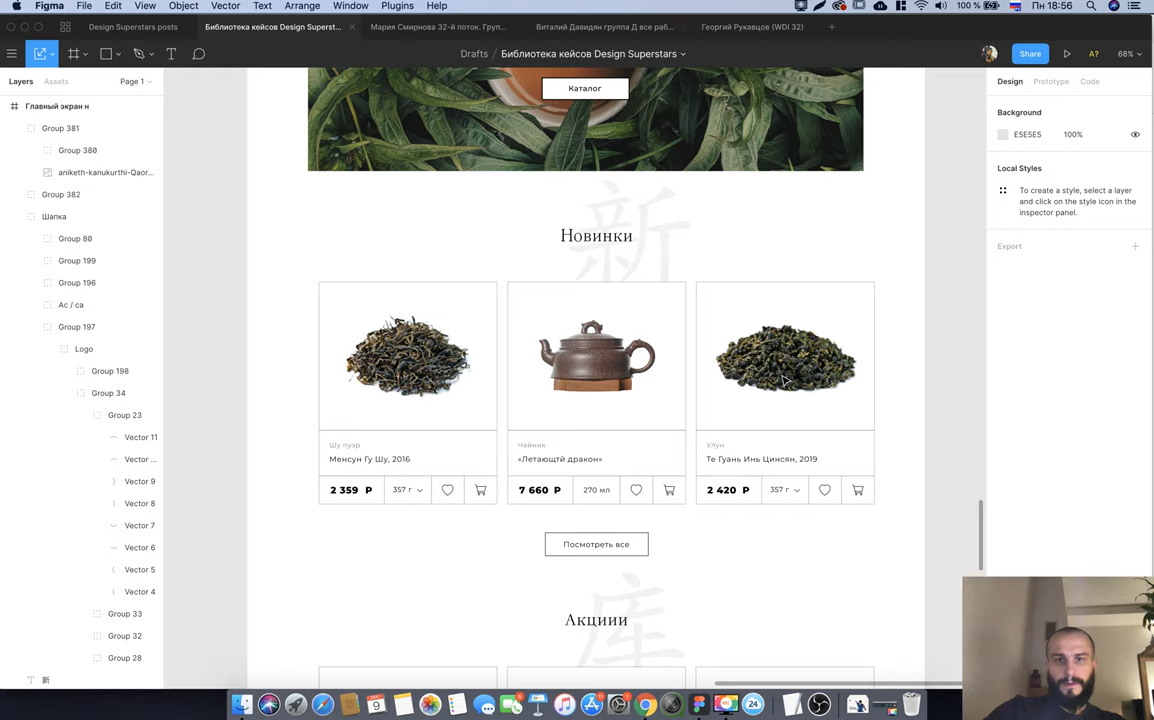 Figma File Edit View Object Vector Text Arrange Window Plugins Help
100 % Пн 18:56
Design Superstars posts Библиотека кейсов Design Superst... Мария Смирнова 32-й поток. Груп... Виталий Давидян группа Д все раб... Георгий Рукавцов (WDI 32)
Drafts / Библиотека кейсов Design Superstars
Share A? 68%
Layers Assets Page 1
Design Prototype Code
Главный экран н
Group 381
Group 380
aniketh-kanukurthi-Qaor...
Group 382
Шапка
Group 80
Group 199
Group 196
Ac / ca
Group 197
Logo
Group 198
Group 34
Group 23
Vector 11
Vector ...
Vector 9
Vector 8
Vector 7
Vector 6
Vector 5
Vector 4
Group 33
Group 32
Group 28
新
Каталог
新
Новинки
Шу пуэр
Менсун Гу Шу, 2016
2 359 Р 357 г
Чайник
«Летающтй дракон»
7 660 Р 270 мл
Улун
Те Гуань Инь Цинсян, 2019
2 420 Р 357 г
Посмотреть все
库
Акциии
Background
E5E5E5 100%
Local Styles
To create a style, select a layer
and click on the style icon in the
inspector panel.
Export
9
24